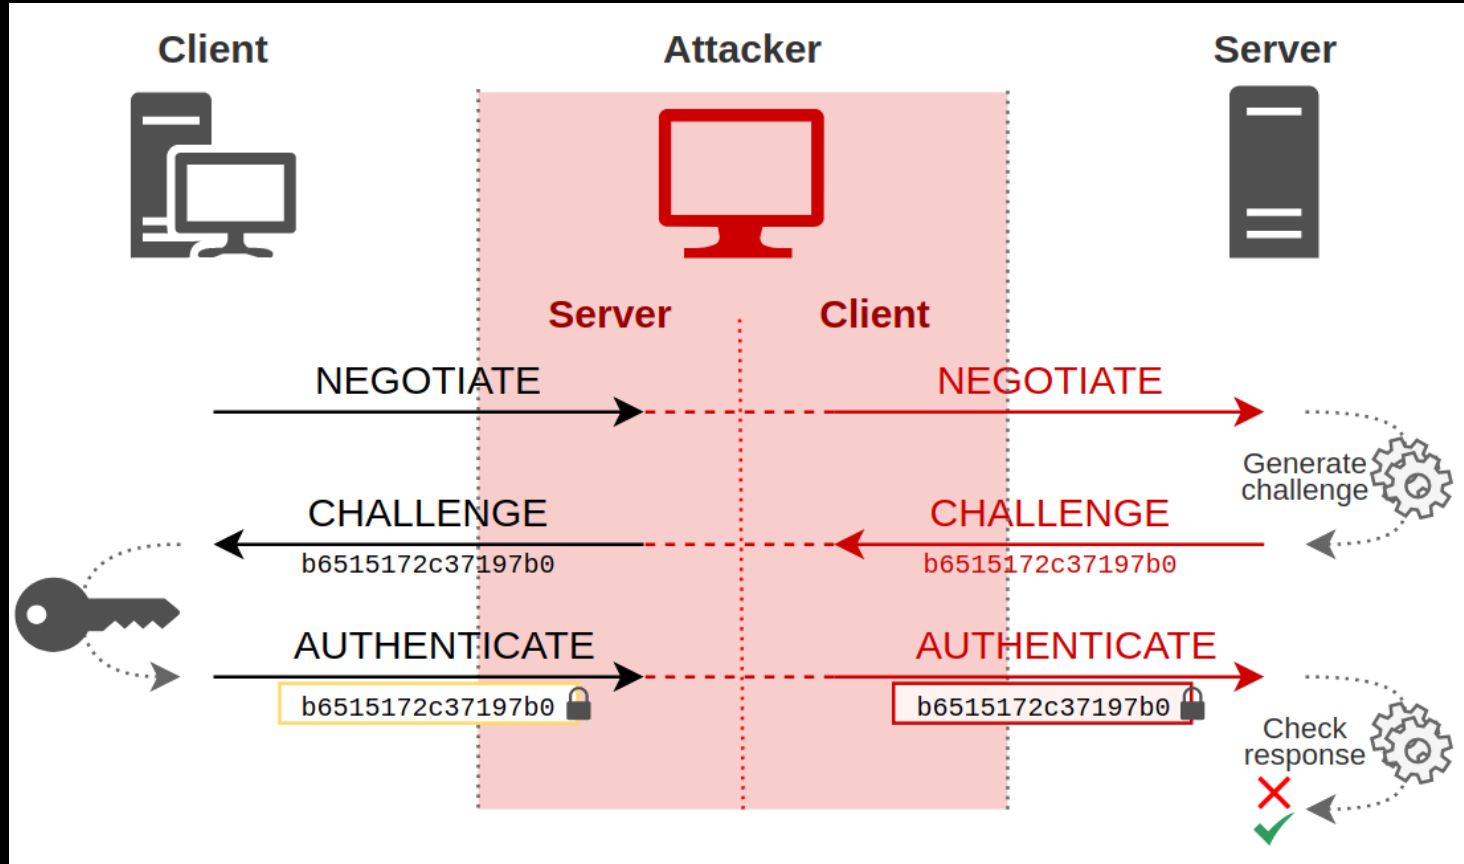 Client
Attacker
Server
Server
Client
NEGOTIATE
NEGOTIATE
Generate
challenge
CHALLENGE
CHALLENGE
b6515172c37197b0
b6515172c37197b0
AUTHENTICATE
AUTHENTICATE
b6515172c37197b0
b6515172c37197b0
Check
response